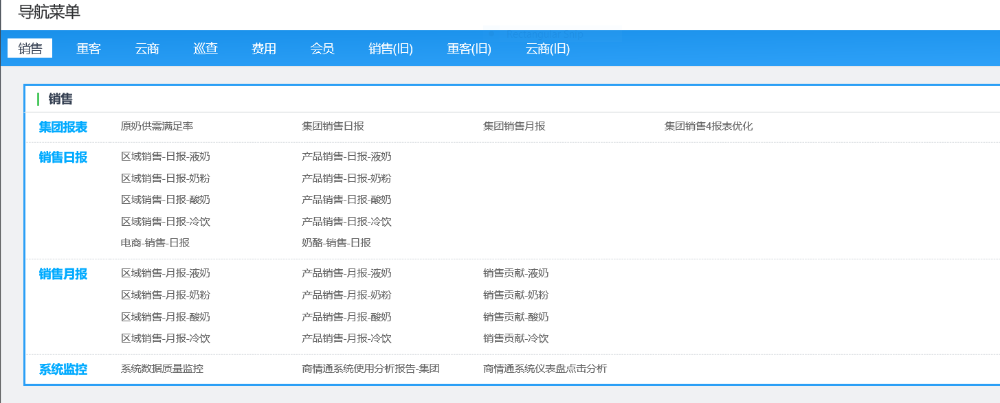 导航菜单
销售 重客 云商 巡查 费用 会员 销售(旧) 重客(旧) 云商(旧)
销售
集团报表 原奶供需满足率 集团销售日报 集团销售月报 集团销售4报表优化
销售日报 区域销售-日报-液奶 产品销售-日报-液奶
区域销售-日报-奶粉 产品销售-日报-奶粉
区域销售-日报-酸奶 产品销售-日报-酸奶
区域销售-日报-冷饮 产品销售-日报-冷饮
电商-销售-日报 奶酪-销售-日报
销售月报 区域销售-月报-液奶 产品销售-月报-液奶 销售贡献-液奶
区域销售-月报-奶粉 产品销售-月报-奶粉 销售贡献-奶粉
区域销售-月报-酸奶 产品销售-月报-酸奶 销售贡献-酸奶
区域销售-月报-冷饮 产品销售-月报-冷饮 销售贡献-冷饮
系统监控 系统数据质量监控 商情通系统使用分析报告-集团 商情通系统仪表盘点击分析